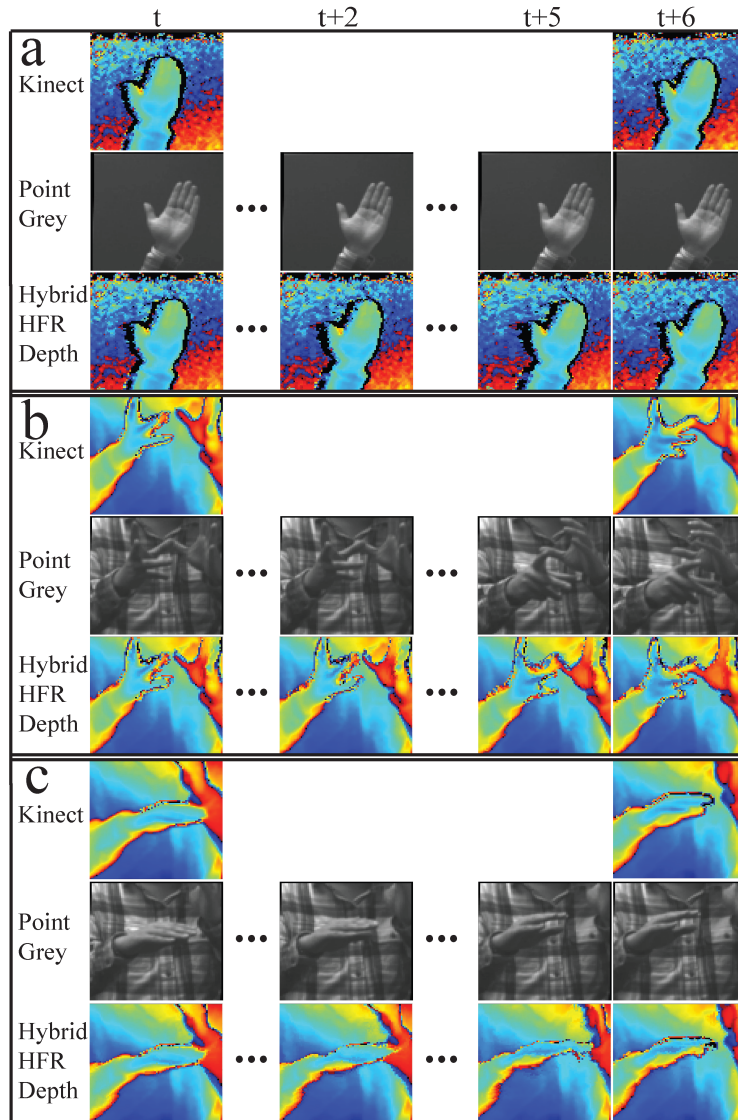 t t+2 t+5 t+6
a
Kinect
Point
Grey
••• •••
Hybrid
HFR
Depth
••• •••
b
Kinect
Point
Grey
••• •••
Hybrid
HFR
Depth
••• •••
c
Kinect
Point
Grey
••• •••
Hybrid
HFR
Depth
••• •••